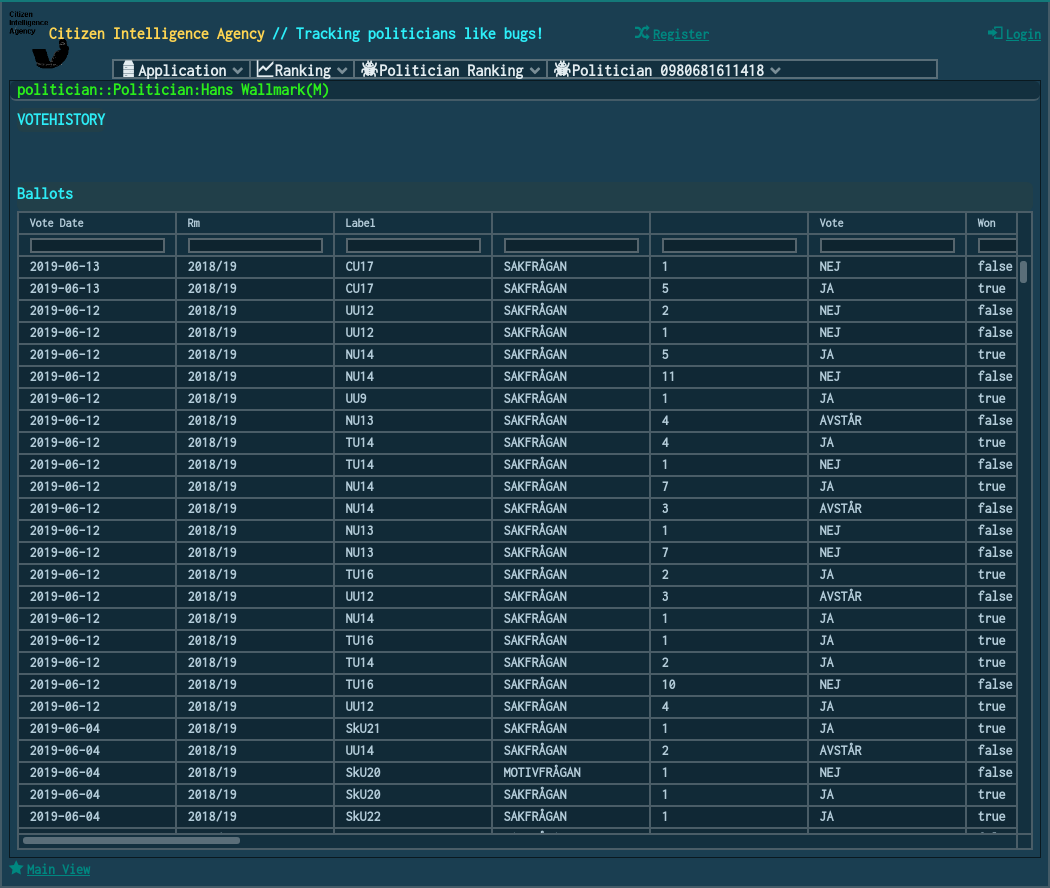 Citizen
Intelligence
Agency
Citizen Intelligence Agency // Tracking politicians like bugs!
Register
Login
Application Ranking Politician Ranking Politician 0980681611418
politician::Politician:Hans Wallmark(M)
VOTEHISTORY
Ballots
Vote Date Rm Label Vote Won
2019-06-13 2018/19 CU17 SAKFRÅGAN 1 NEJ false
2019-06-13 2018/19 CU17 SAKFRÅGAN 5 JA true
2019-06-12 2018/19 UU12 SAKFRÅGAN 2 NEJ false
2019-06-12 2018/19 UU12 SAKFRÅGAN 1 NEJ false
2019-06-12 2018/19 NU14 SAKFRÅGAN 5 JA true
2019-06-12 2018/19 NU14 SAKFRÅGAN 11 NEJ false
2019-06-12 2018/19 UU9 SAKFRÅGAN 1 JA true
2019-06-12 2018/19 NU13 SAKFRÅGAN 4 AVSTÅR false
2019-06-12 2018/19 TU14 SAKFRÅGAN 4 JA true
2019-06-12 2018/19 TU14 SAKFRÅGAN 1 NEJ false
2019-06-12 2018/19 NU14 SAKFRÅGAN 7 JA true
2019-06-12 2018/19 NU14 SAKFRÅGAN 3 AVSTÅR false
2019-06-12 2018/19 NU13 SAKFRÅGAN 1 NEJ false
2019-06-12 2018/19 NU13 SAKFRÅGAN 7 NEJ false
2019-06-12 2018/19 TU16 SAKFRÅGAN 2 JA true
2019-06-12 2018/19 UU12 SAKFRÅGAN 3 AVSTÅR false
2019-06-12 2018/19 NU14 SAKFRÅGAN 1 JA true
2019-06-12 2018/19 TU16 SAKFRÅGAN 1 JA true
2019-06-12 2018/19 TU14 SAKFRÅGAN 2 JA true
2019-06-12 2018/19 TU16 SAKFRÅGAN 10 NEJ false
2019-06-12 2018/19 UU12 SAKFRÅGAN 4 JA true
2019-06-04 2018/19 SkU21 SAKFRÅGAN 1 JA true
2019-06-04 2018/19 UU14 SAKFRÅGAN 2 AVSTÅR false
2019-06-04 2018/19 SkU20 MOTIVFRÅGAN 1 NEJ false
2019-06-04 2018/19 SkU20 SAKFRÅGAN 1 JA true
2019-06-04 2018/19 SkU22 SAKFRÅGAN 1 JA true
Main View